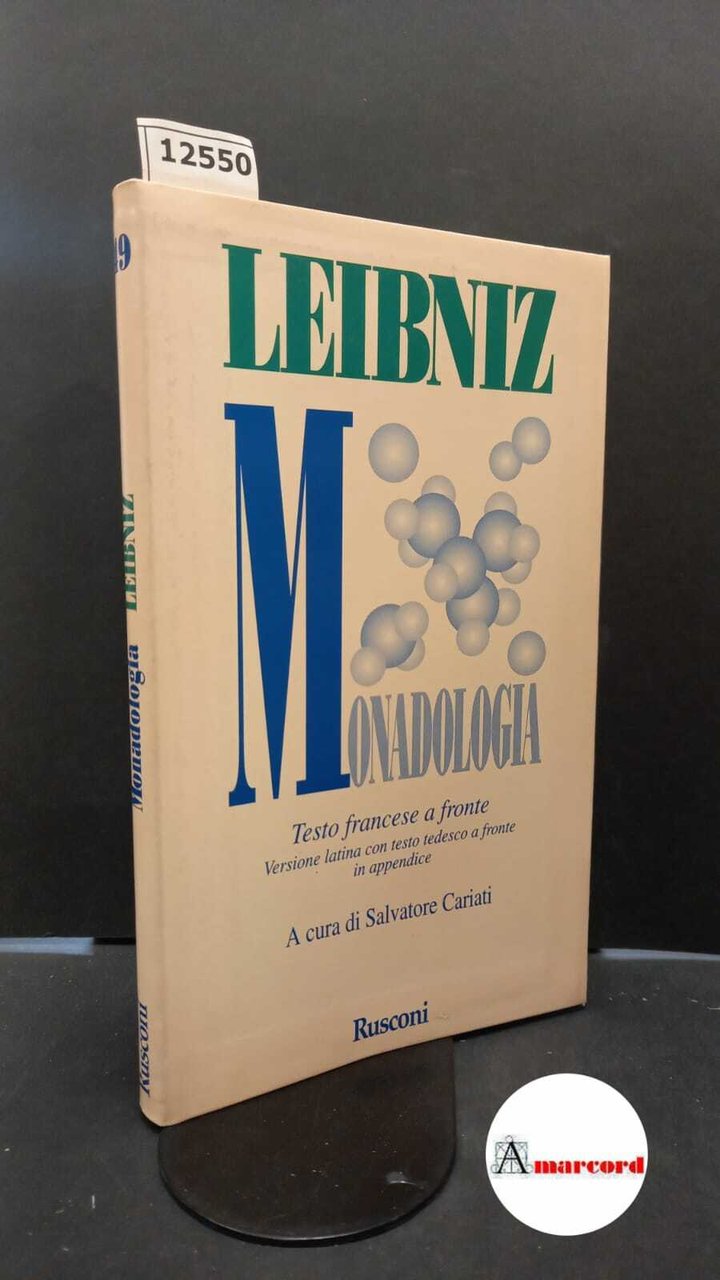 12550
LEIBNIZ
MONADOLOGIA
Testo francese a fronte
Versione latina con testo tedesco a fronte
in appendice
A cura di Salvatore Cariati
Rusconi
LEIBNIZ
Monadologia
Rusconi
Amarcord